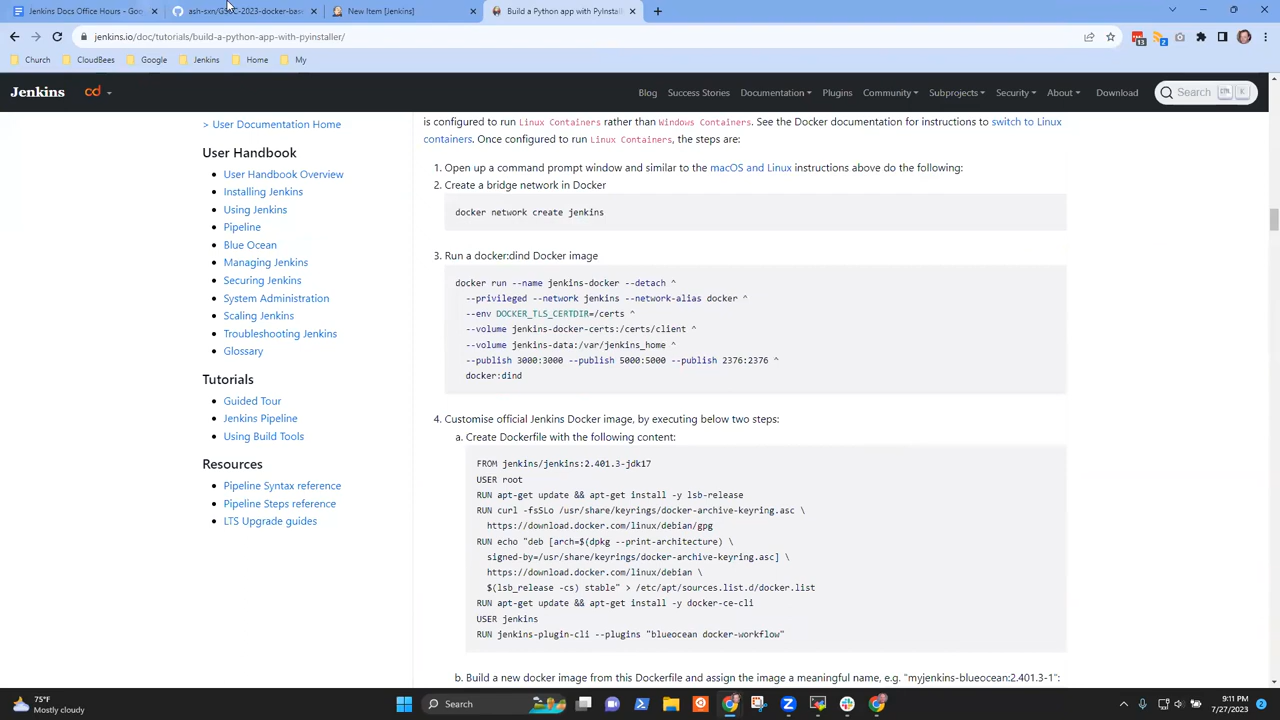 Jenkins Docs Office Hours - Goo
ash-sxn/GSoC-2023-docker-base
New Item [Jenkins]
Build a Python app with PyInstall
jenkins.io/doc/tutorials/build-a-python-app-with-pyinstaller/
Church
CloudBees
Google
Jenkins
Home
My
Jenkins
cd
Blog
Success Stories
Documentation
Plugins
Community
Subprojects
Security
About
Download
Search
K
> User Documentation Home
User Handbook
User Handbook Overview
Installing Jenkins
Using Jenkins
Pipeline
Blue Ocean
Managing Jenkins
Securing Jenkins
System Administration
Scaling Jenkins
Troubleshooting Jenkins
Glossary
Tutorials
Guided Tour
Jenkins Pipeline
Using Build Tools
Resources
Pipeline Syntax reference
Pipeline Steps reference
LTS Upgrade guides
is configured to run Linux Containers rather than Windows Containers. See the Docker documentation for instructions to switch to Linux
containers. Once configured to run Linux Containers, the steps are:
1. Open up a command prompt window and similar to the macOS and Linux instructions above do the following:
2. Create a bridge network in Docker
docker network create jenkins
3. Run a docker:dind Docker image
docker run --name jenkins-docker --detach ^
--privileged --network jenkins --network-alias docker ^
--env DOCKER_TLS_CERTDIR=/certs ^
--volume jenkins-docker-certs:/certs/client ^
--volume jenkins-data:/var/jenkins_home ^
--publish 3000:3000 --publish 5000:5000 --publish 2376:2376 ^
docker:dind
4. Customise official Jenkins Docker image, by executing below two steps:
a. Create Dockerfile with the following content:
FROM jenkins/jenkins:2.401.3-jdk17
USER root
RUN apt-get update && apt-get install -y lsb-release
RUN curl -fsSLo /usr/share/keyrings/docker-archive-keyring.asc \
https://download.docker.com/linux/debian/gpg
RUN echo "deb [arch=$(dpkg --print-architecture) \
signed-by=/usr/share/keyrings/docker-archive-keyring.asc] \
https://download.docker.com/linux/debian \
$(lsb_release -cs) stable" > /etc/apt/sources.list.d/docker.list
RUN apt-get update && apt-get install -y docker-ce-cli
USER jenkins
RUN jenkins-plugin-cli --plugins "blueocean docker-workflow"
b. Build a new docker image from this Dockerfile and assign the image a meaningful name, e.g. "myjenkins-blueocean:2.401.3-1":
75°F
Mostly cloudy
Search
9:11 PM
7/27/2023